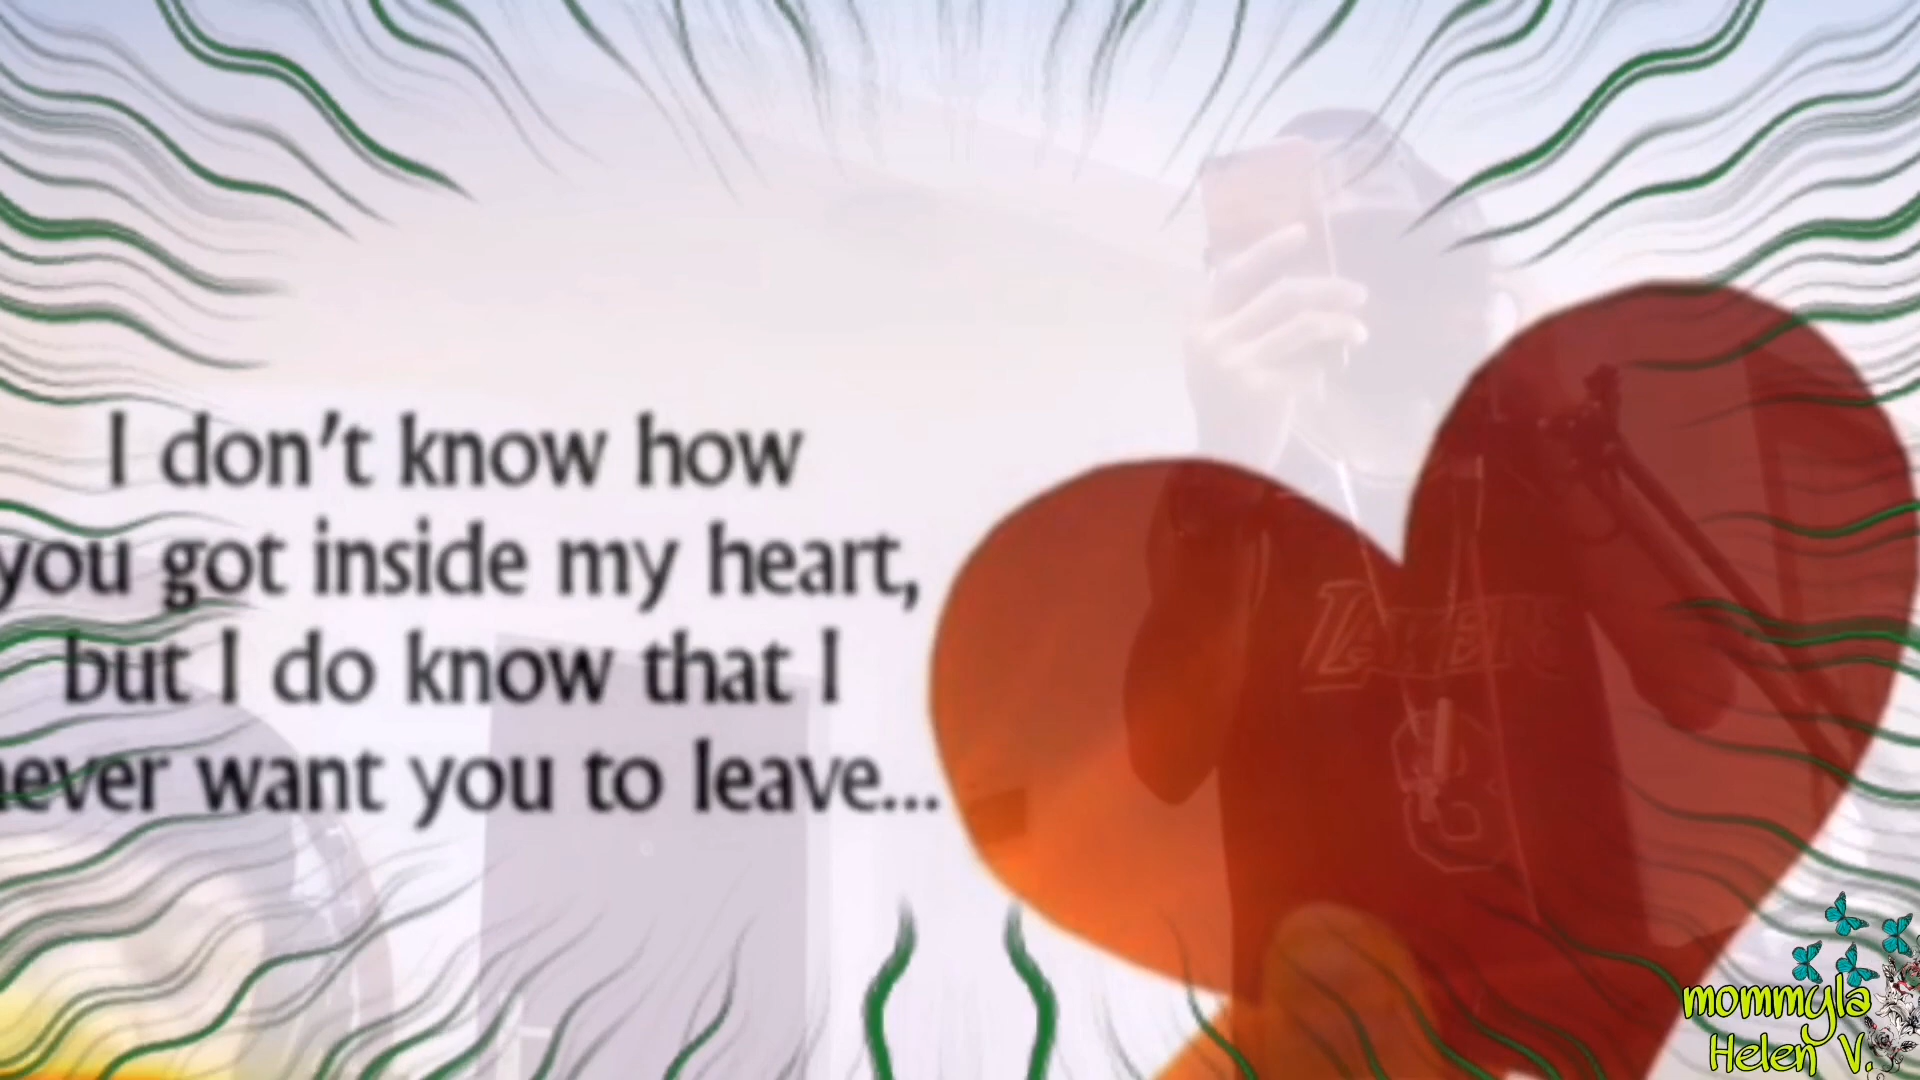 I don't know how
you got inside my heart,
but I do know that I
never want you to leave...
LAKERS
mommyla
Helen V.